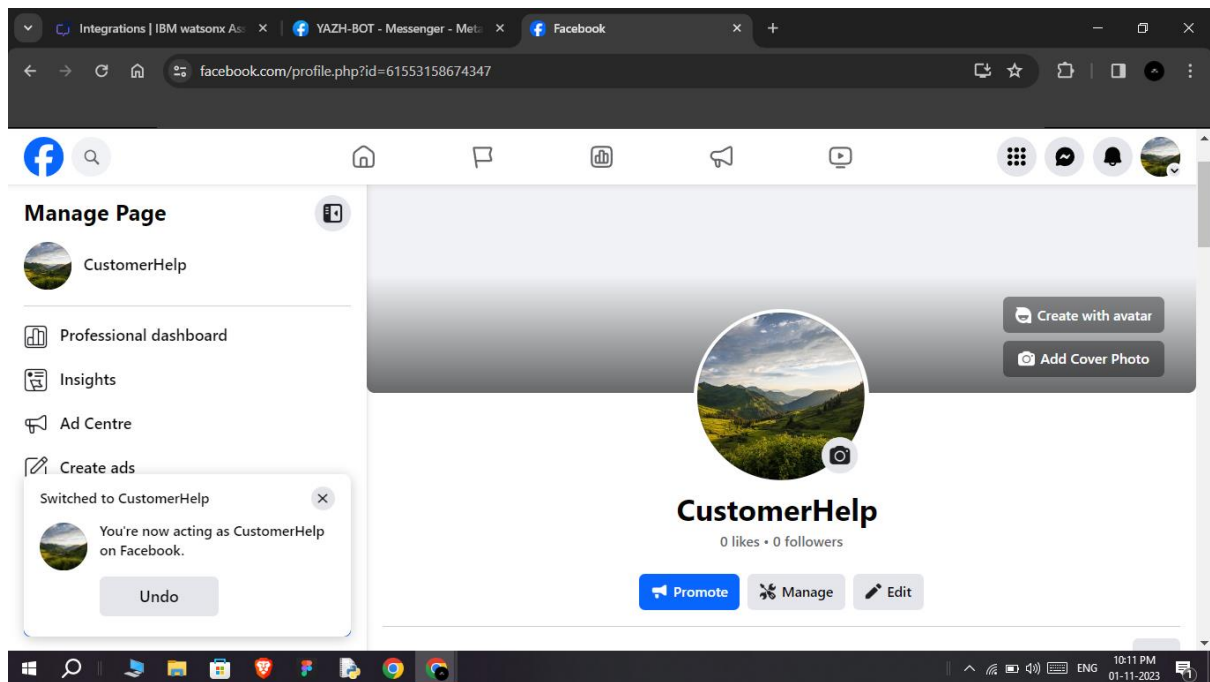 Integrations | IBM watsonx As
YAZH-BOT - Messenger - Meta
Facebook
facebook.com/profile.php?id=61553158674347
Manage Page
CustomerHelp
Professional dashboard
Insights
Ad Centre
Create ads
Switched to CustomerHelp
You're now acting as CustomerHelp
on Facebook.
Undo
Create with avatar
Add Cover Photo
CustomerHelp
0 likes • 0 followers
Promote
Manage
Edit
ENG
10:11 PM
01-11-2023
1